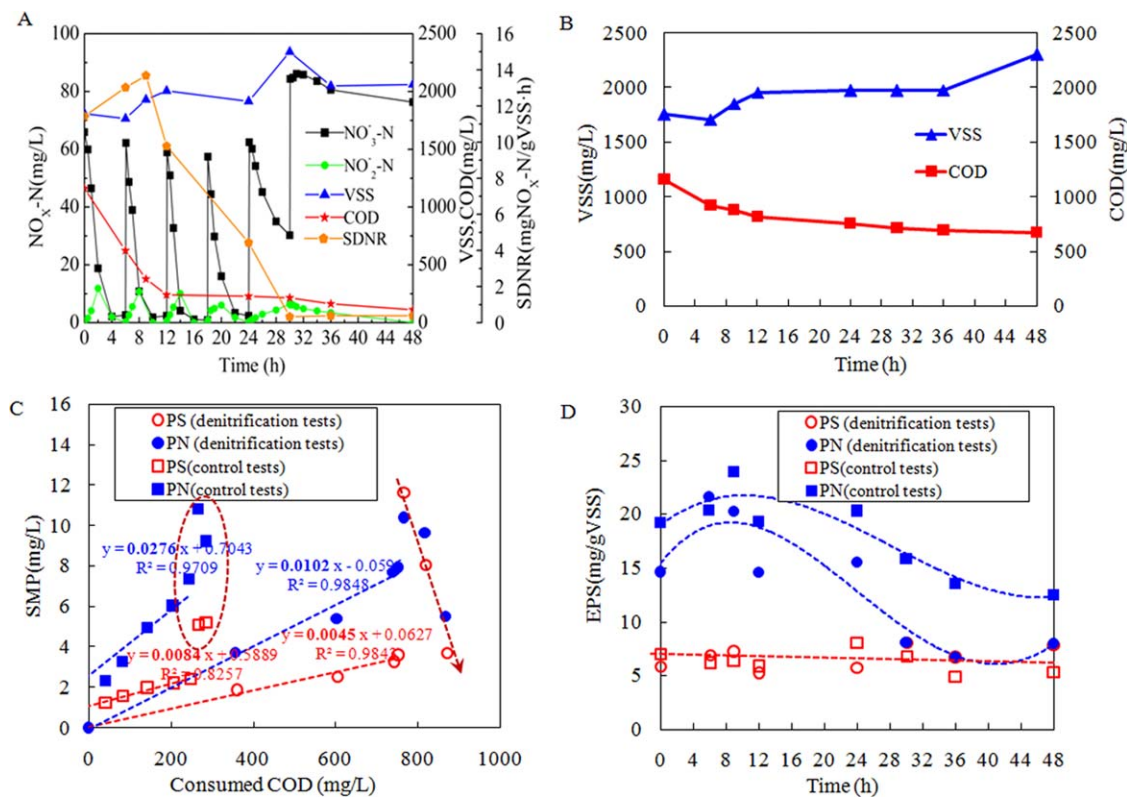 A
NOx-N(mg/L)
100
80
60
40
20
0
2500
2000
1500
1000
500
0
VSS,COD(mg/L)
16
14
12
10
8
6
4
2
0
SDNR(mgNOx-N/gVSS·h)
NO-3-N
NO-2-N
VSS
COD
SDNR
0 4 8 12 16 20 24 28 32 36 40 44 48
Time (h)
B
VSS(mg/L)
2500
2000
1500
1000
500
0
2500
2000
1500
1000
500
0
COD(mg/L)
VSS
COD
0 4 8 12 16 20 24 28 32 36 40 44 48
Time (h)
C
SMP(mg/L)
16
14
12
10
8
6
4
2
0
PS (denitrification tests)
PN (denitrification tests)
PS(control tests)
PN(control tests)
y = 0.0276 x + 0.7043
R² = 0.9709
y = 0.0102 x - 0.059
R² = 0.9848
y = 0.0084 x + 0.5889
R² = 0.8257
y = 0.0045 x + 0.0627
R² = 0.984
0 200 400 600 800 1000
Consumed COD (mg/L)
D
EPS(mg/gVSS)
30
25
20
15
10
5
0
PS (denitrification tests)
PN (denitrification tests)
PS(control tests)
PN(control tests)
0 4 8 12 16 20 24 28 32 36 40 44 48
Time (h)